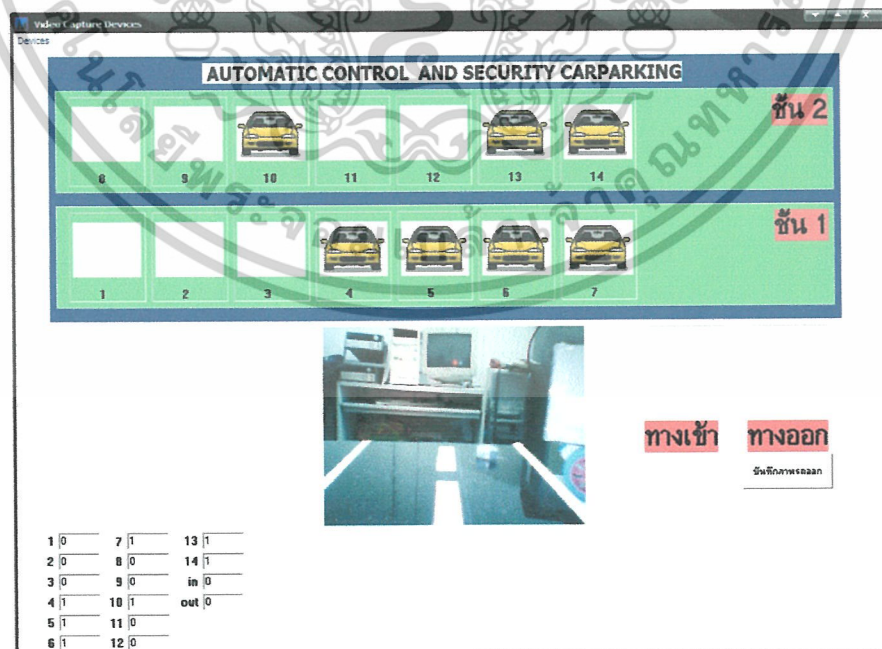 Video Capture Devices
Devices
AUTOMATIC CONTROL AND SECURITY CARPARKING
ชั้น 2
8 9 10 11 12 13 14
ชั้น 1
1 2 3 4 5 6 7
ทางเข้า ทางออก
บันทึกภาพรถออก
1 0 7 1 13 1
2 0 8 0 14 1
3 0 9 0 in 0
4 1 10 1 out 0
5 1 11 0
6 1 12 0